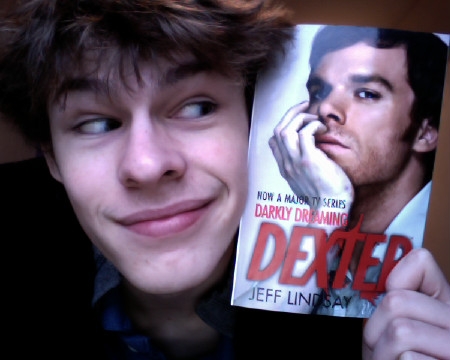 NOW A MAJOR TV SERIES
DARKLY DREAMING
DEXTER
JEFF LINDSAY